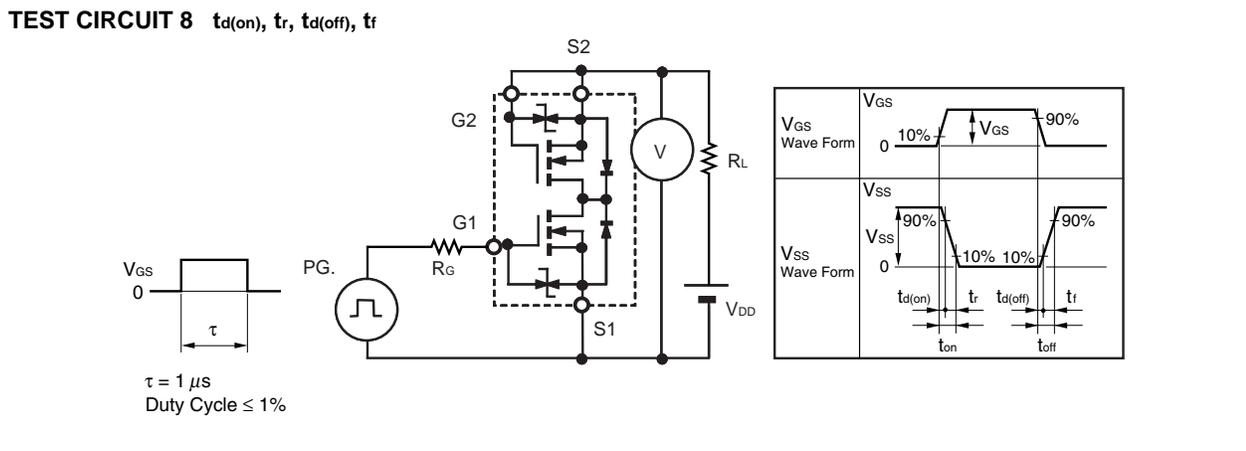 TEST CIRCUIT 8 td(on), tr, td(off), tf
S2
G2
V
RL
G1
RG
PG.
VGS
0
τ
τ = 1 μs
Duty Cycle ≤ 1%
VDD
S1
VGS
Wave Form
VGS
10%
0
VGS
90%
VSS
Wave Form
VSS
90%
VSS
0
10% 10%
90%
td(on) tr td(off) tf
ton toff